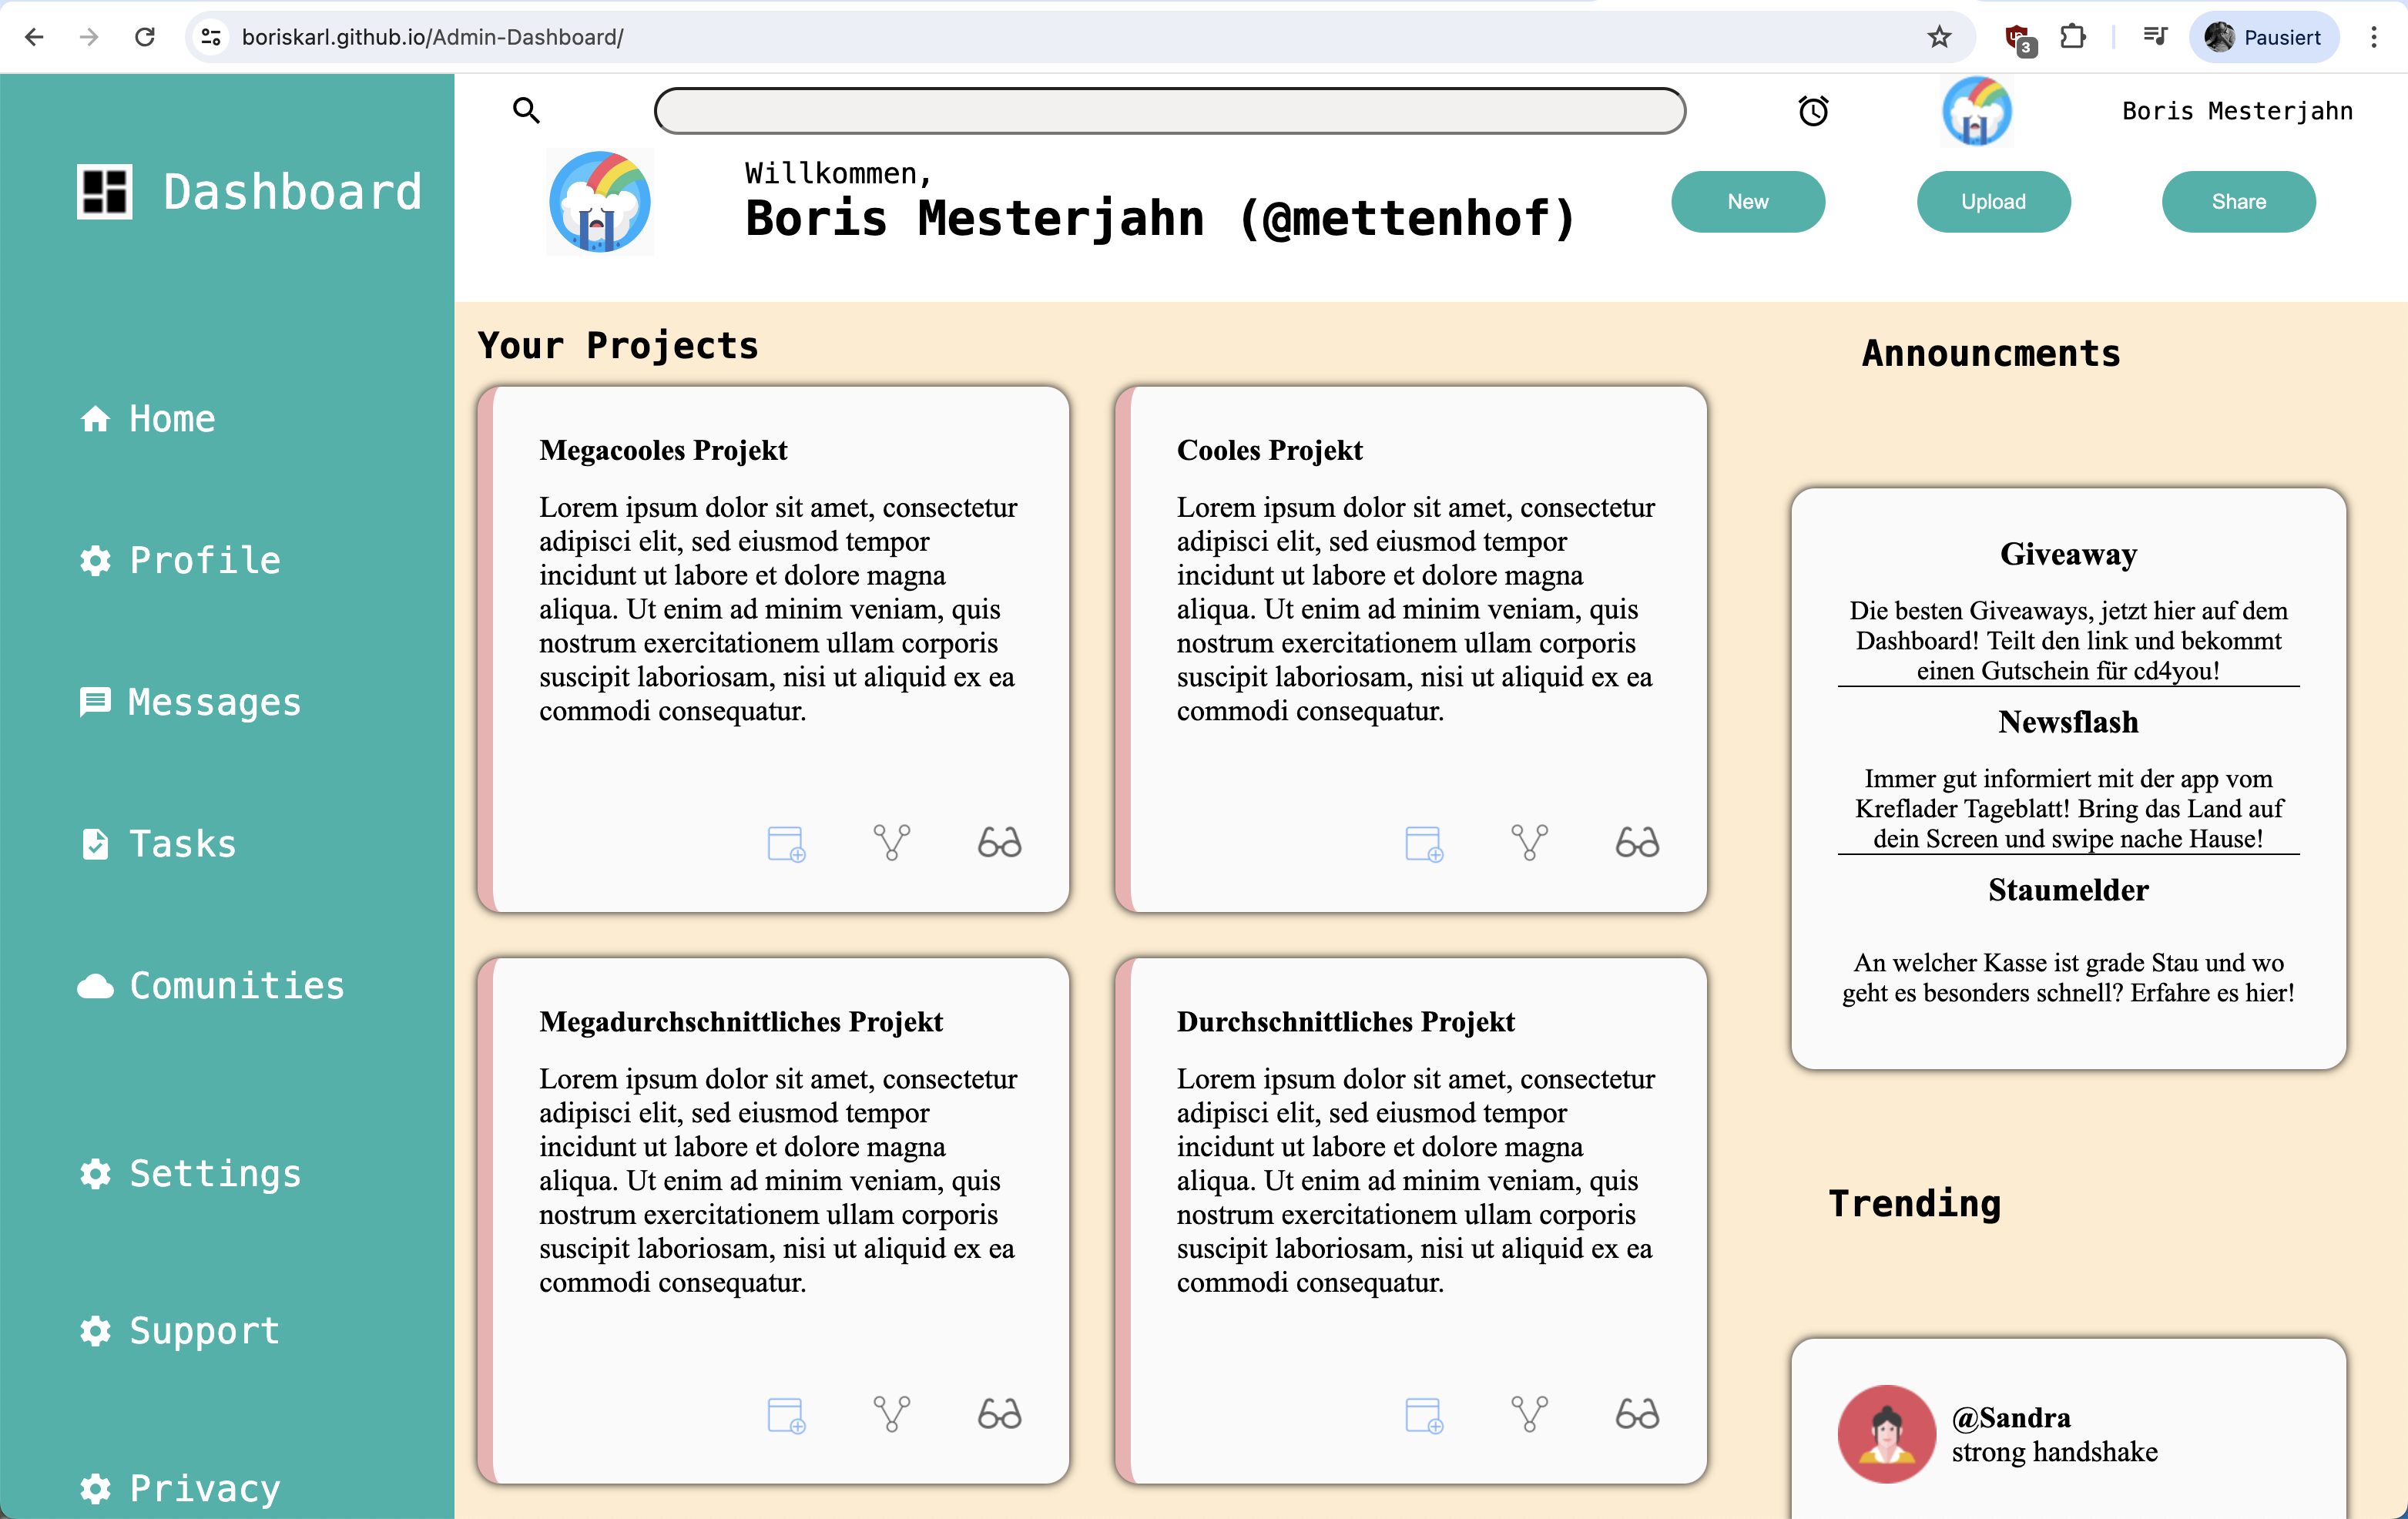 boriskarl.github.io/Admin-Dashboard/
3
Pausiert
Dashboard
Home
Profile
Messages
Tasks
Comunities
Settings
Support
Privacy
Boris Mesterjahn
Willkommen,
Boris Mesterjahn (@mettenhof)
New
Upload
Share
Your Projects
Megacooles Projekt
Lorem ipsum dolor sit amet, consectetur
adipisci elit, sed eiusmod tempor
incidunt ut labore et dolore magna
aliqua. Ut enim ad minim veniam, quis
nostrum exercitationem ullam corporis
suscipit laboriosam, nisi ut aliquid ex ea
commodi consequatur.
Cooles Projekt
Lorem ipsum dolor sit amet, consectetur
adipisci elit, sed eiusmod tempor
incidunt ut labore et dolore magna
aliqua. Ut enim ad minim veniam, quis
nostrum exercitationem ullam corporis
suscipit laboriosam, nisi ut aliquid ex ea
commodi consequatur.
Megadurchschnittliches Projekt
Lorem ipsum dolor sit amet, consectetur
adipisci elit, sed eiusmod tempor
incidunt ut labore et dolore magna
aliqua. Ut enim ad minim veniam, quis
nostrum exercitationem ullam corporis
suscipit laboriosam, nisi ut aliquid ex ea
commodi consequatur.
Durchschnittliches Projekt
Lorem ipsum dolor sit amet, consectetur
adipisci elit, sed eiusmod tempor
incidunt ut labore et dolore magna
aliqua. Ut enim ad minim veniam, quis
nostrum exercitationem ullam corporis
suscipit laboriosam, nisi ut aliquid ex ea
commodi consequatur.
Announcments
Giveaway
Die besten Giveaways, jetzt hier auf dem
Dashboard! Teilt den link und bekommt
einen Gutschein für cd4you!
Newsflash
Immer gut informiert mit der app vom
Kreflader Tageblatt! Bring das Land auf
dein Screen und swipe nache Hause!
Staumelder
An welcher Kasse ist grade Stau und wo
geht es besonders schnell? Erfahre es hier!
Trending
@Sandra
strong handshake